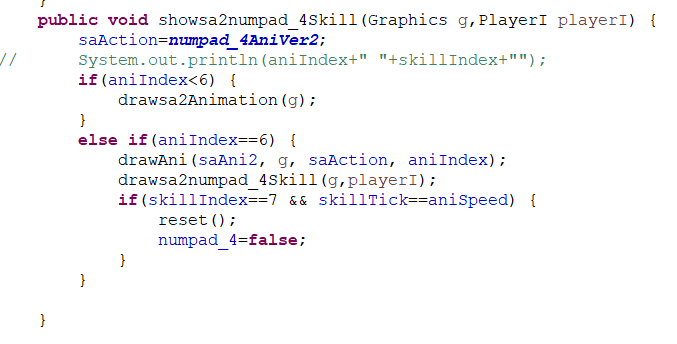 }
public void showsa2numpad_4Skill(Graphics g,PlayerI playerI) {
saAction=numpad_4AniVer2;
// System.out.println(aniIndex+" "+skillIndex+"");
if(aniIndex<6) {
drawsa2Animation(g);
}
else if(aniIndex==6) {
drawAni(saAni2, g, saAction, aniIndex);
drawsa2numpad_4Skill(g,playerI);
if(skillIndex==7 && skillTick==aniSpeed) {
reset();
numpad_4=false;
}
}
}